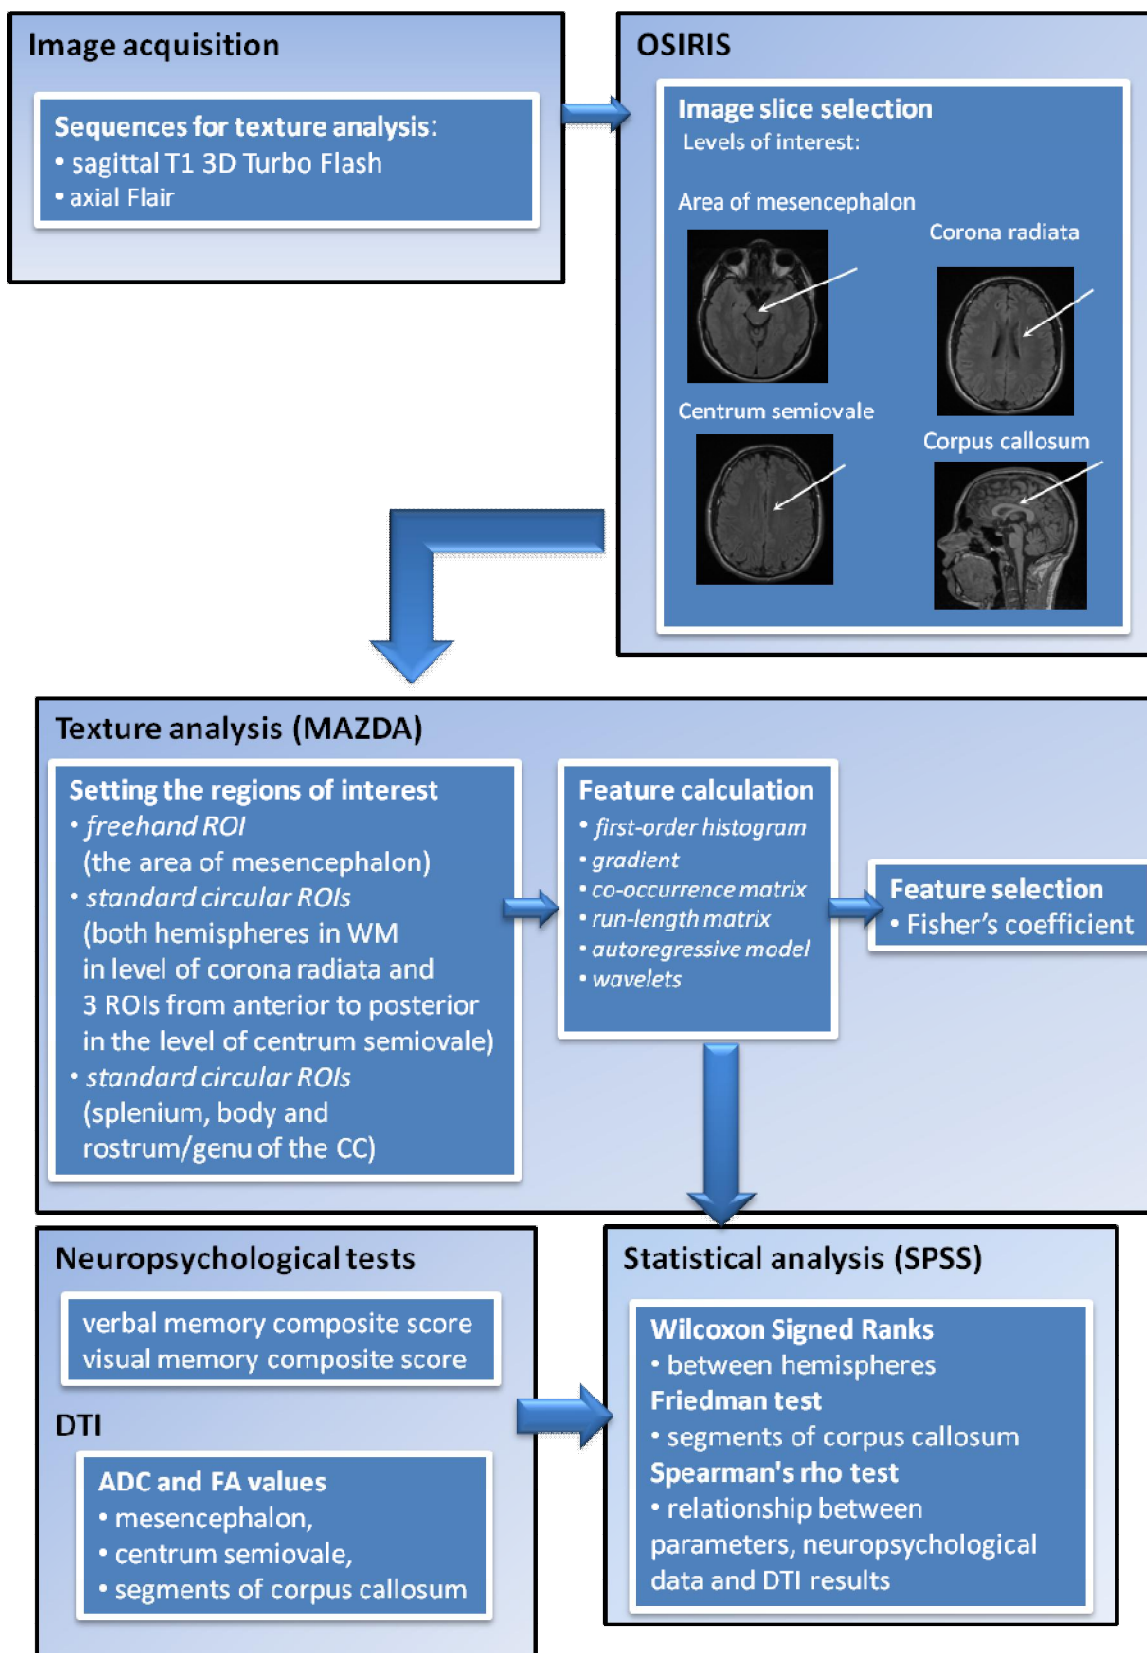 Image acquisition
Sequences for texture analysis:
• sagittal T1 3D Turbo Flash
• axial Flair
OSIRIS
Image slice selection
Levels of interest:
Area of mesencephalon
Corona radiata
Centrum semiovale
Corpus callosum
Texture analysis (MAZDA)
Setting the regions of interest
• freehand ROI
(the area of mesencephalon)
• standard circular ROIs
(both hemispheres in WM
in level of corona radiata and
3 ROIs from anterior to posterior
in the level of centrum semiovale)
• standard circular ROIs
(splenium, body and
rostrum/genu of the CC)
Feature calculation
• first-order histogram
• gradient
• co-occurrence matrix
• run-length matrix
• autoregressive model
• wavelets
Feature selection
• Fisher's coefficient
Neuropsychological tests
verbal memory composite score
visual memory composite score
DTI
ADC and FA values
• mesencephalon,
• centrum semiovale,
• segments of corpus callosum
Statistical analysis (SPSS)
Wilcoxon Signed Ranks
• between hemispheres
Friedman test
• segments of corpus callosum
Spearman's rho test
• relationship between
parameters, neuropsychological
data and DTI results